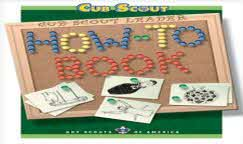 CUB SCOUT
CUB SCOUT LEADER
HOW-TO
BOOK
BOY SCOUTS OF AMERICA